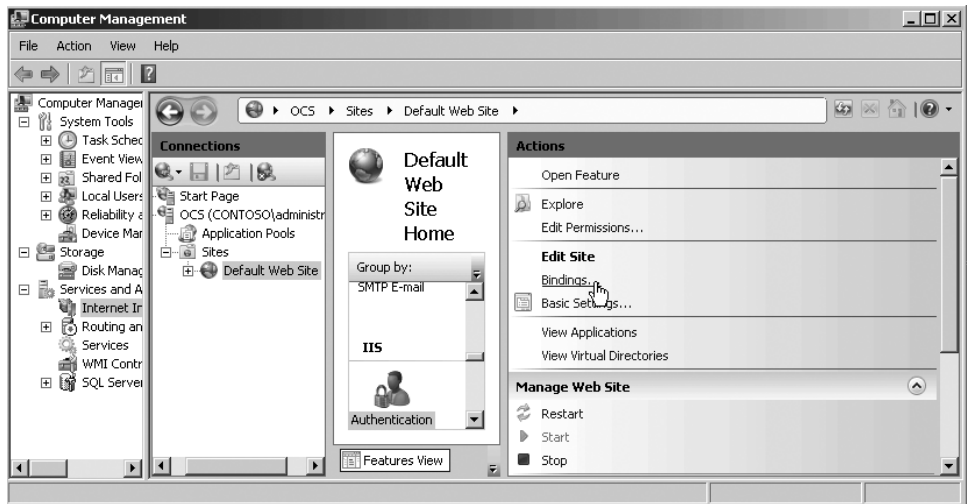 Computer Management
File Action View Help
Computer Manager
System Tools
Task Sched
Event View
Shared Fol
Local Users
Reliability a
Device Man
Storage
Disk Manag
Services and A
Internet In
Routing an
Services
WMI Contr
SQL Server
OCS Sites Default Web Site
Connections
Start Page
OCS (CONTOSO\administr
Application Pools
Sites
Default Web Site
Default
Web
Site
Home
Group by:
SMTP E-mail
IIS
Authentication
Features View
Actions
Open Feature
Explore
Edit Permissions...
Edit Site
Bindings...
Basic Settings...
View Applications
View Virtual Directories
Manage Web Site
Restart
Start
Stop